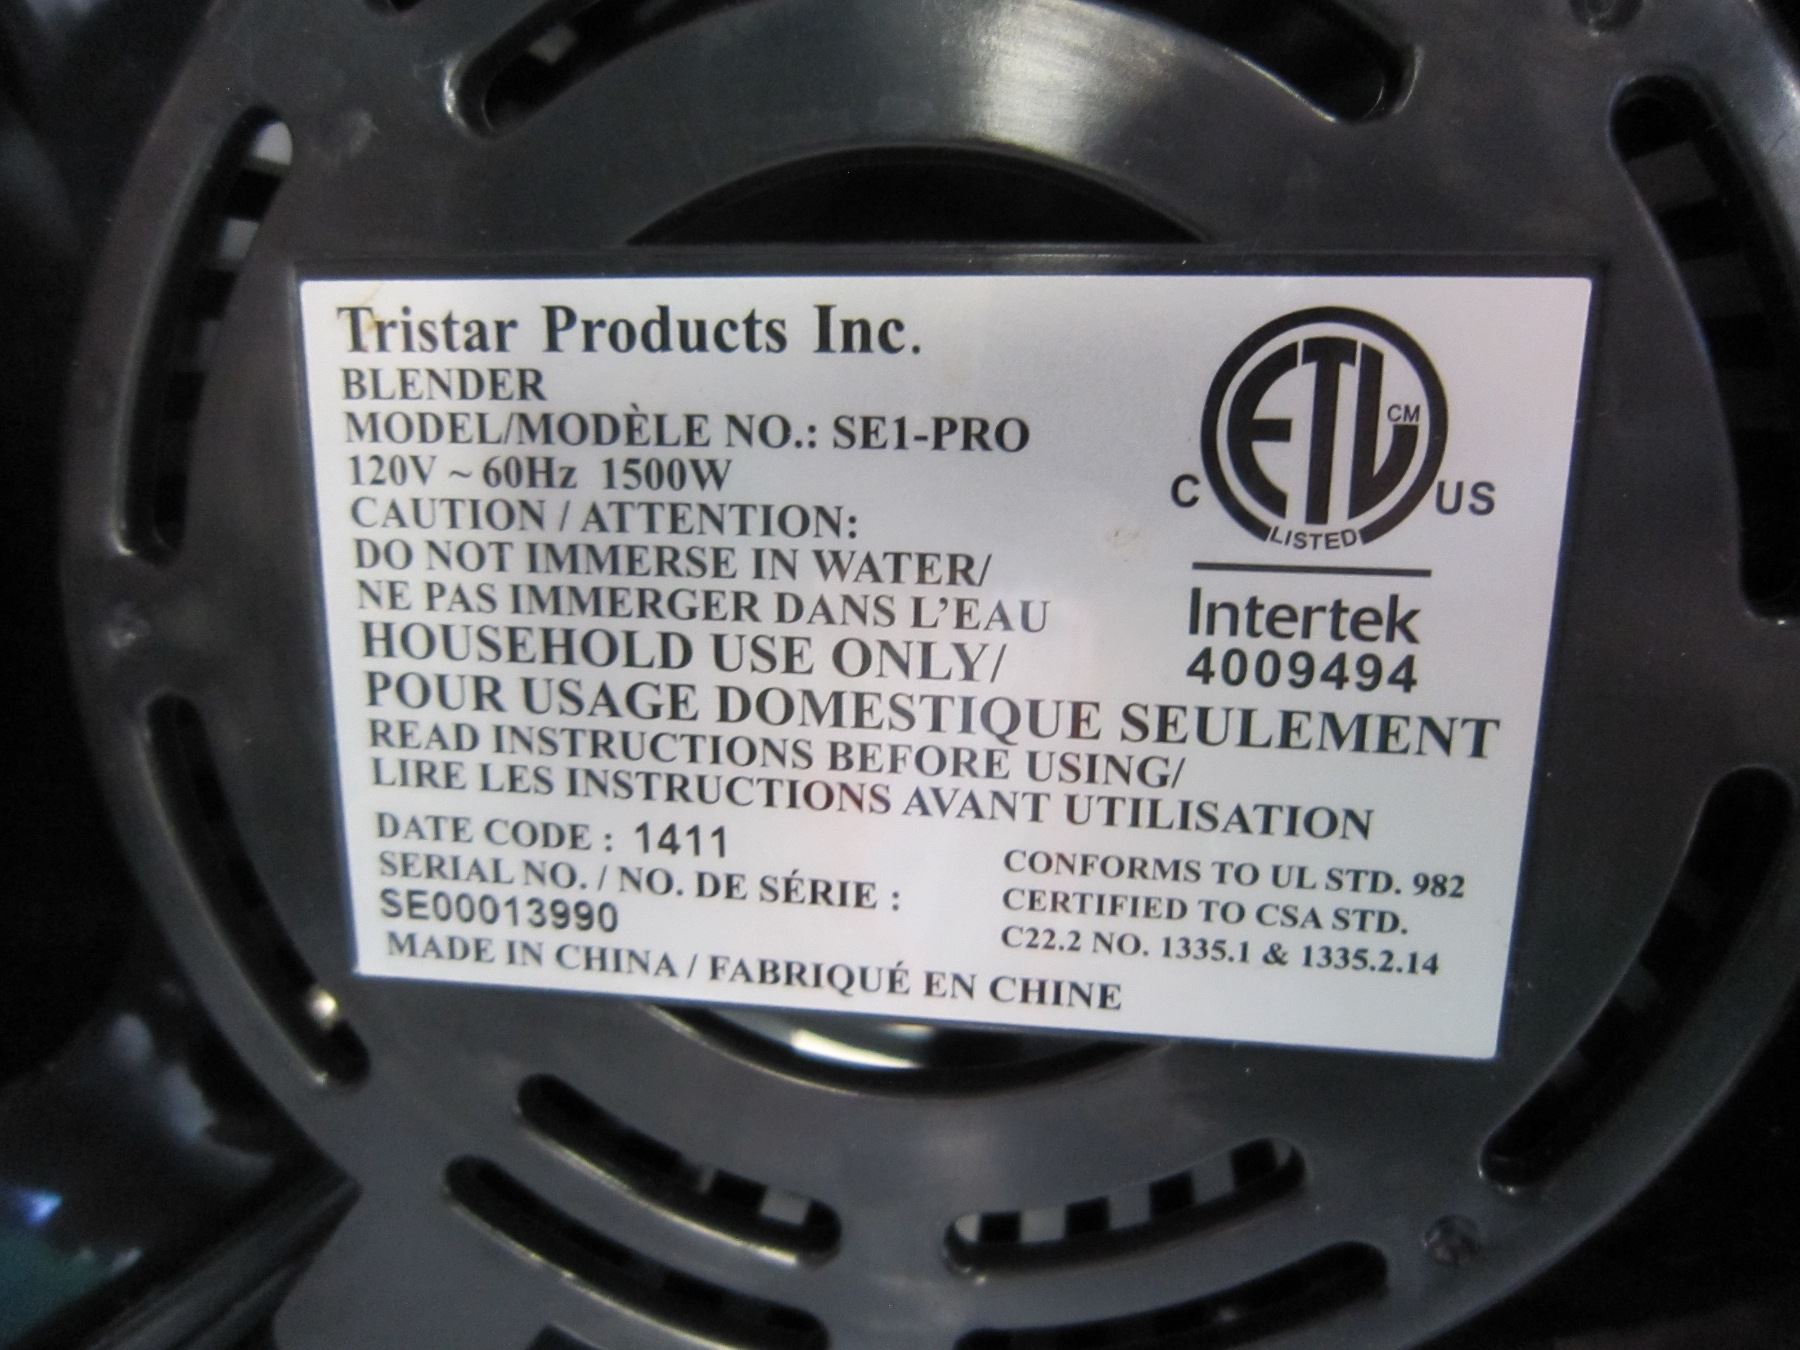 Tristar Products Inc.
BLENDER
MODEL/MODÈLE NO.: SE1-PRO
120V ~ 60Hz 1500W
CAUTION / ATTENTION:
DO NOT IMMERSE IN WATER/
NE PAS IMMERGER DANS L'EAU
HOUSEHOLD USE ONLY/
POUR USAGE DOMESTIQUE SEULEMENT
READ INSTRUCTIONS BEFORE USING/
LIRE LES INSTRUCTIONS AVANT UTILISATION
DATE CODE : 1411
SERIAL NO. / NO. DE SÉRIE :
SE00013990
MADE IN CHINA / FABRIQUÉ EN CHINE
ETL CM
C US
LISTED
Intertek
4009494
CONFORMS TO UL STD. 982
CERTIFIED TO CSA STD.
C22.2 NO. 1335.1 & 1335.2.14